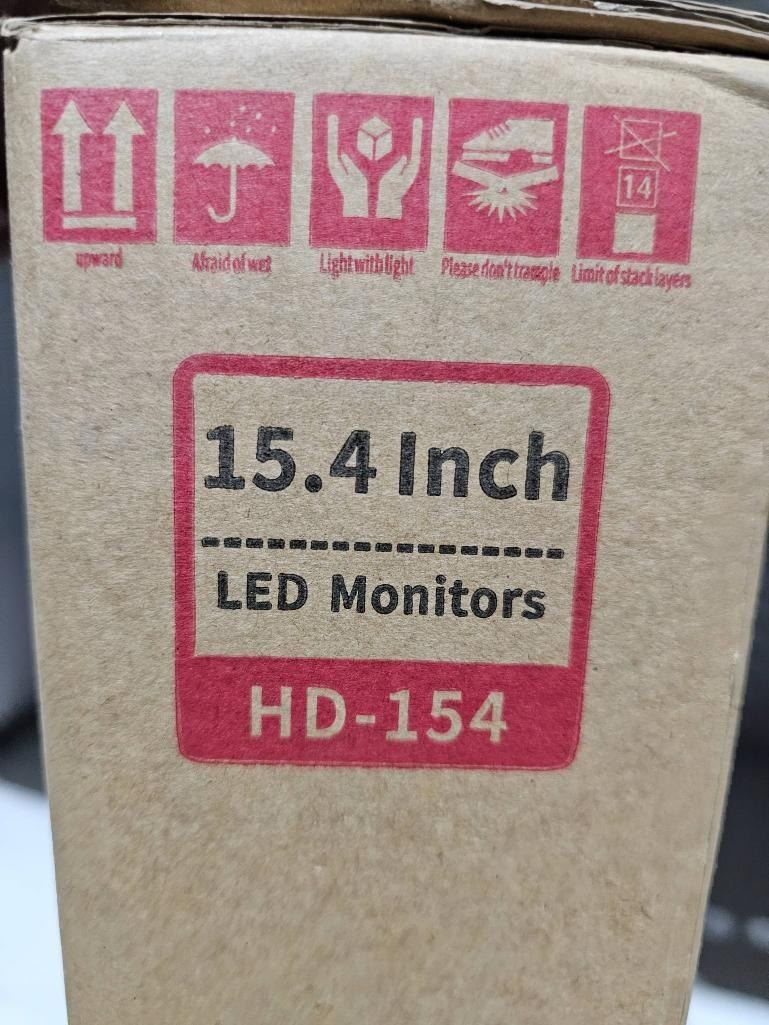 14
upward Afraid of wet Light with light Please don't trample Limit of stack layers
15.4 Inch
LED Monitors
HD-154